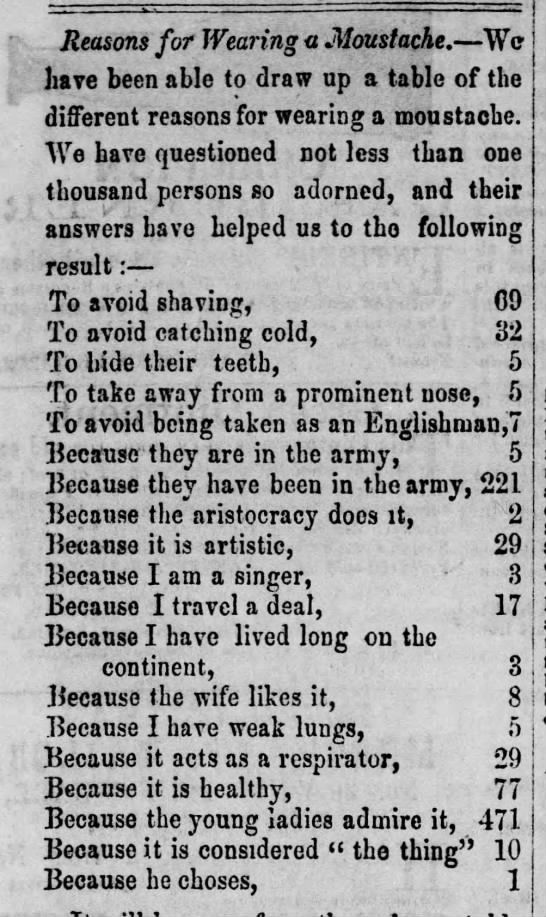 Reasons for Wearing a Moustache.—We
have been able to draw up a table of the
different reasons for wearing a moustache.
We have questioned not less than one
thousand persons so adorned, and their
answers have helped us to the following
result :—
To avoid shaving, 69
To avoid catching cold, 32
To hide their teeth, 5
To take away from a prominent nose, 5
To avoid being taken as an Englishman,7
Because they are in the army, 5
Because they have been in the army, 221
Because the aristocracy does it, 2
Because it is artistic, 29
Because I am a singer, 3
Because I travel a deal, 17
Because I have lived long on the
continent, 3
Because the wife likes it, 8
Because I have weak lungs, 5
Because it acts as a respirator, 29
Because it is healthy, 77
Because the young ladies admire it, 471
Because it is considered “ the thing” 10
Because he choses, 1